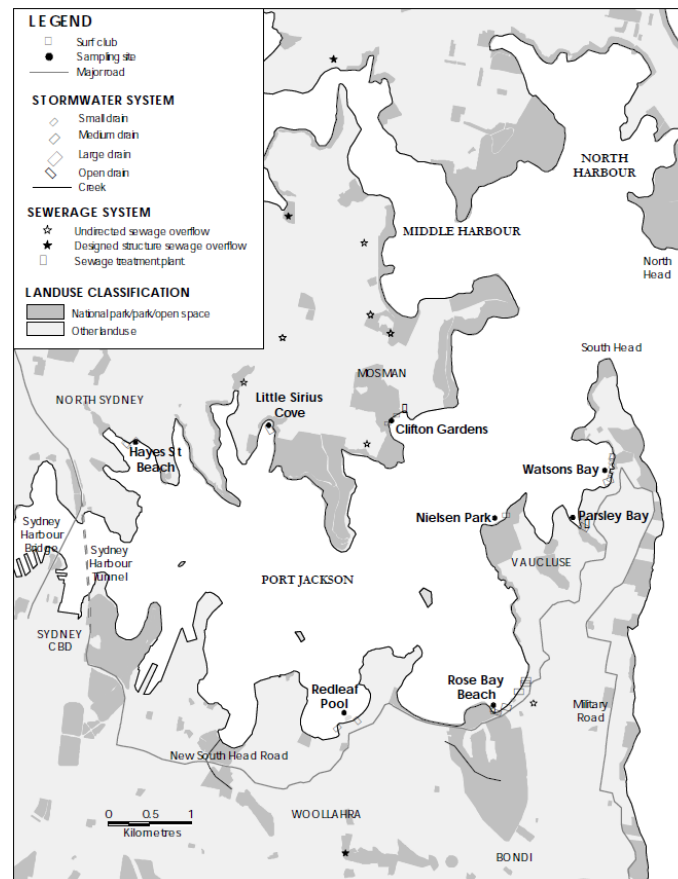 LEGEND
Surf club
Sampling site
Major road
STORMWATER SYSTEM
Small drain
Medium drain
Large drain
Open drain
Creek
SEWERAGE SYSTEM
Undirected sewage overflow
Designed structure sewage overflow
Sewage treatment plant.
LANDUSE CLASSIFICATION
National park/park/open space
Other landuse
NORTH
HARBOUR
MIDDLE HARBOUR
North
Head
South Head
MOSMAN
NORTH SYDNEY
Little Sirius
Cove
Clifton Gardens
Hayes St
Beach
Watsons Bay
Nielsen Park
Parsley Bay
Sydney
Harbour
Bridge
Sydney
Harbour
Tunnel
VAUCLUSE
PORT JACKSON
SYDNEY
CBD
Redleaf
Pool
Rose Bay
Beach
Military
Road
New South Head Road
WOOLLAHRA
0 0.5 1
Kilometres
BONDI